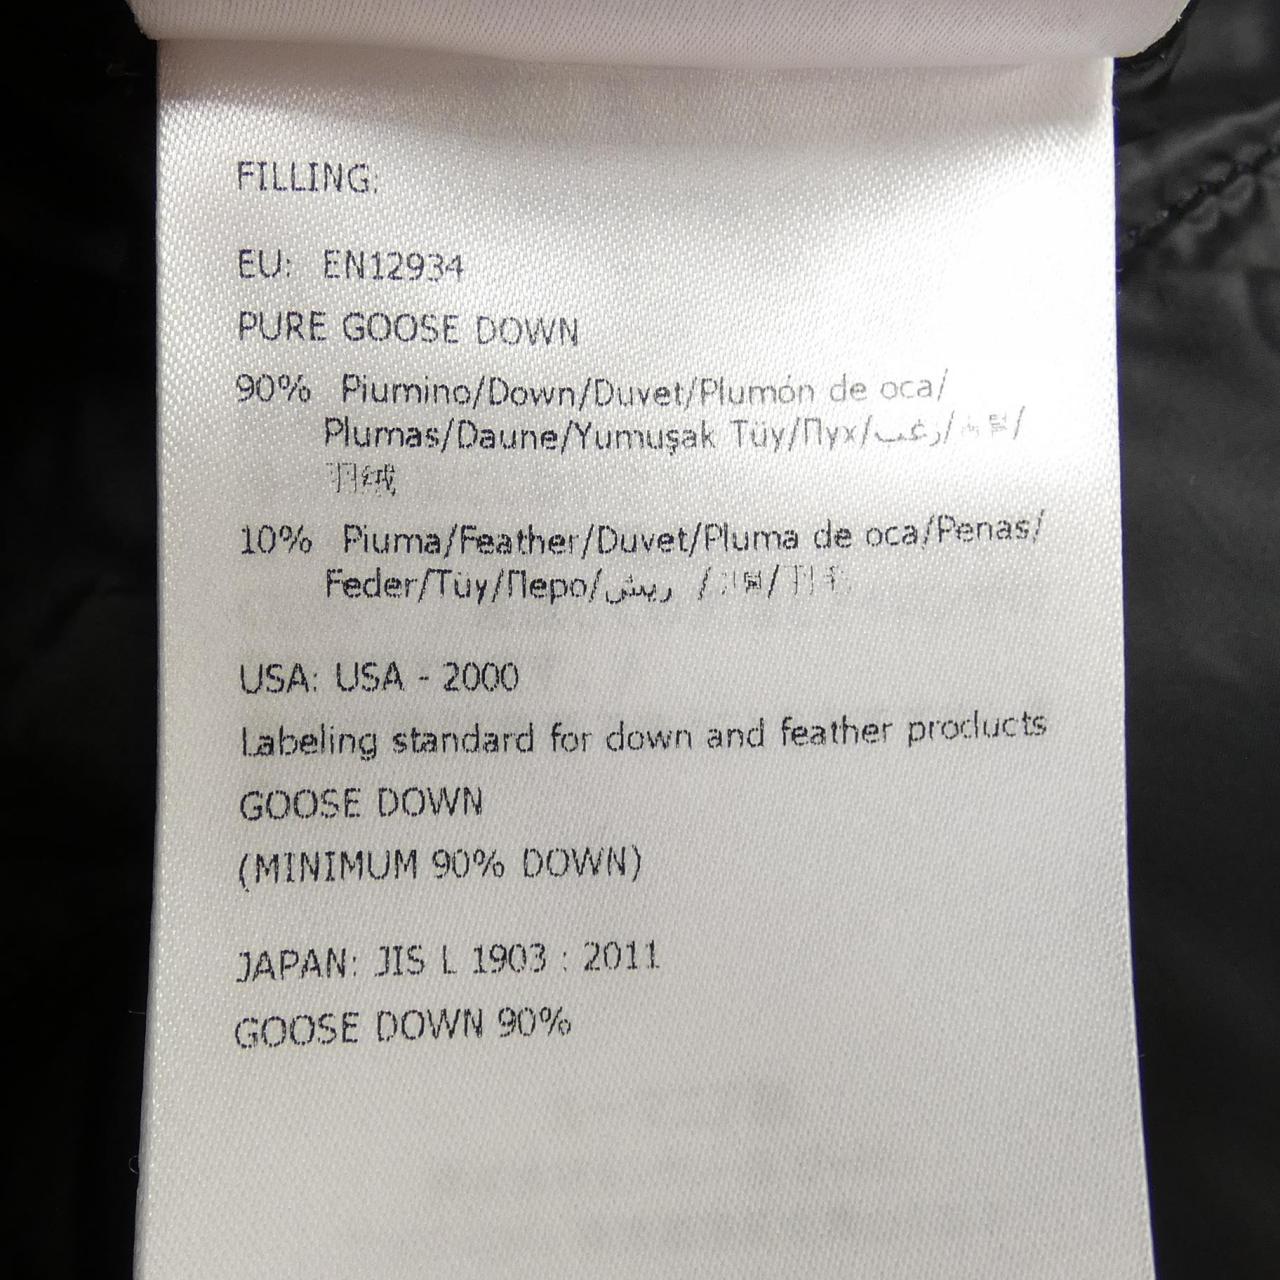 FILLING:
EU: EN12934
PURE GOOSE DOWN
90% Piumino/Down/Duvet/Plumón de oca/
Plumas/Daune/Yumuşak Tüy/Пух/زغب/
羽绒
10% Piuma/Feather/Duvet/Pluma de oca/Penas/
Feder/Tüy/Перо/ريش /
USA: USA - 2000
Labeling standard for down and feather products
GOOSE DOWN
(MINIMUM 90% DOWN)
JAPAN: JIS L 1903 : 2011
GOOSE DOWN 90%